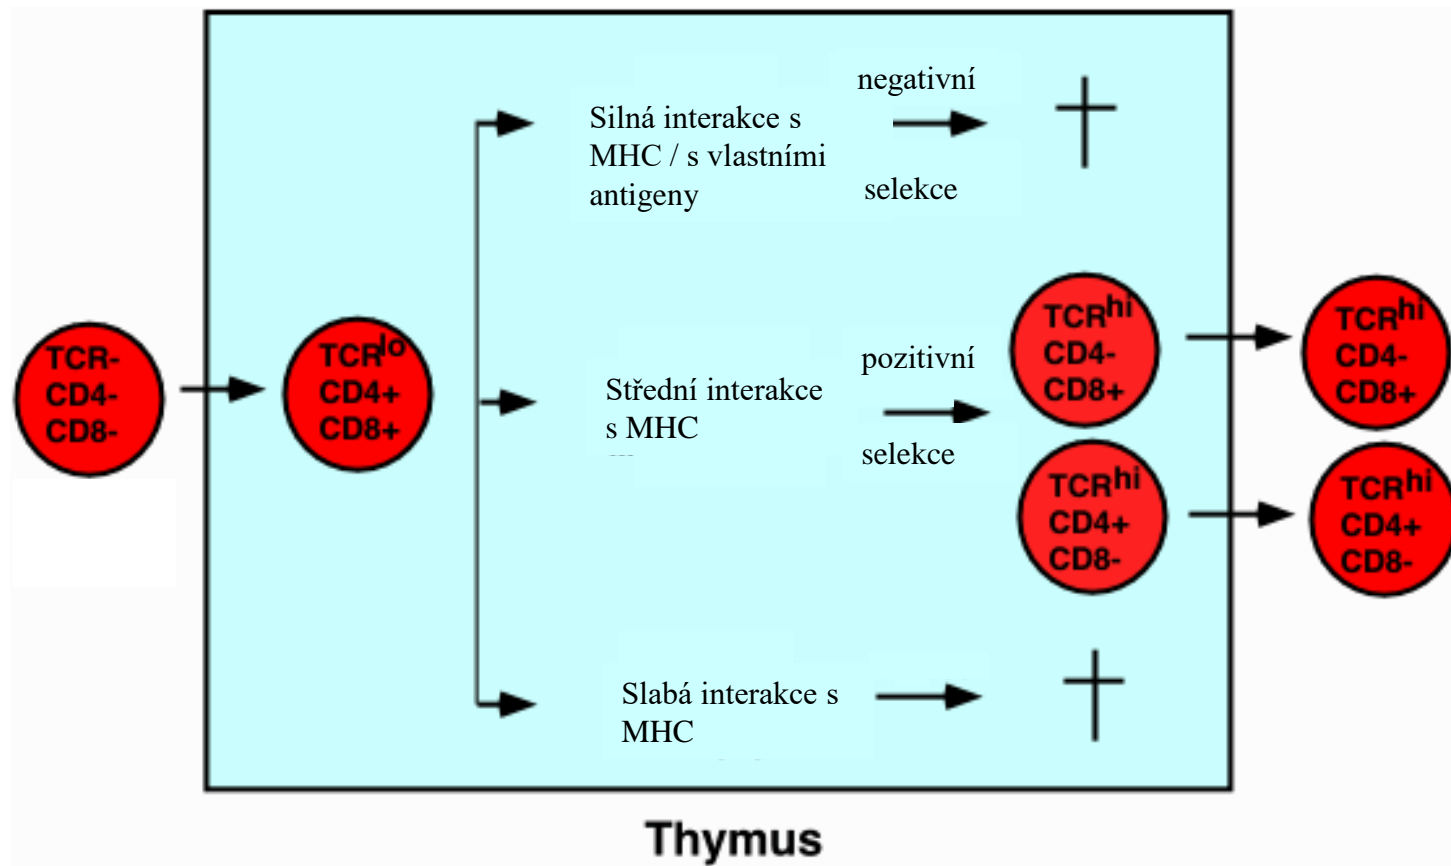 negativní
Silná interakce s
MHC / s vlastními
antigeny
selekce
TCR-
CD4-
CD8-
TCRlo
CD4+
CD8+
Střední interakce
s MHC
pozitivní
selekce
TCRhi
CD4-
CD8+
TCRhi
CD4+
CD8-
TCRhi
CD4-
CD8+
TCRhi
CD4+
CD8-
Slabá interakce s
MHC
Thymus